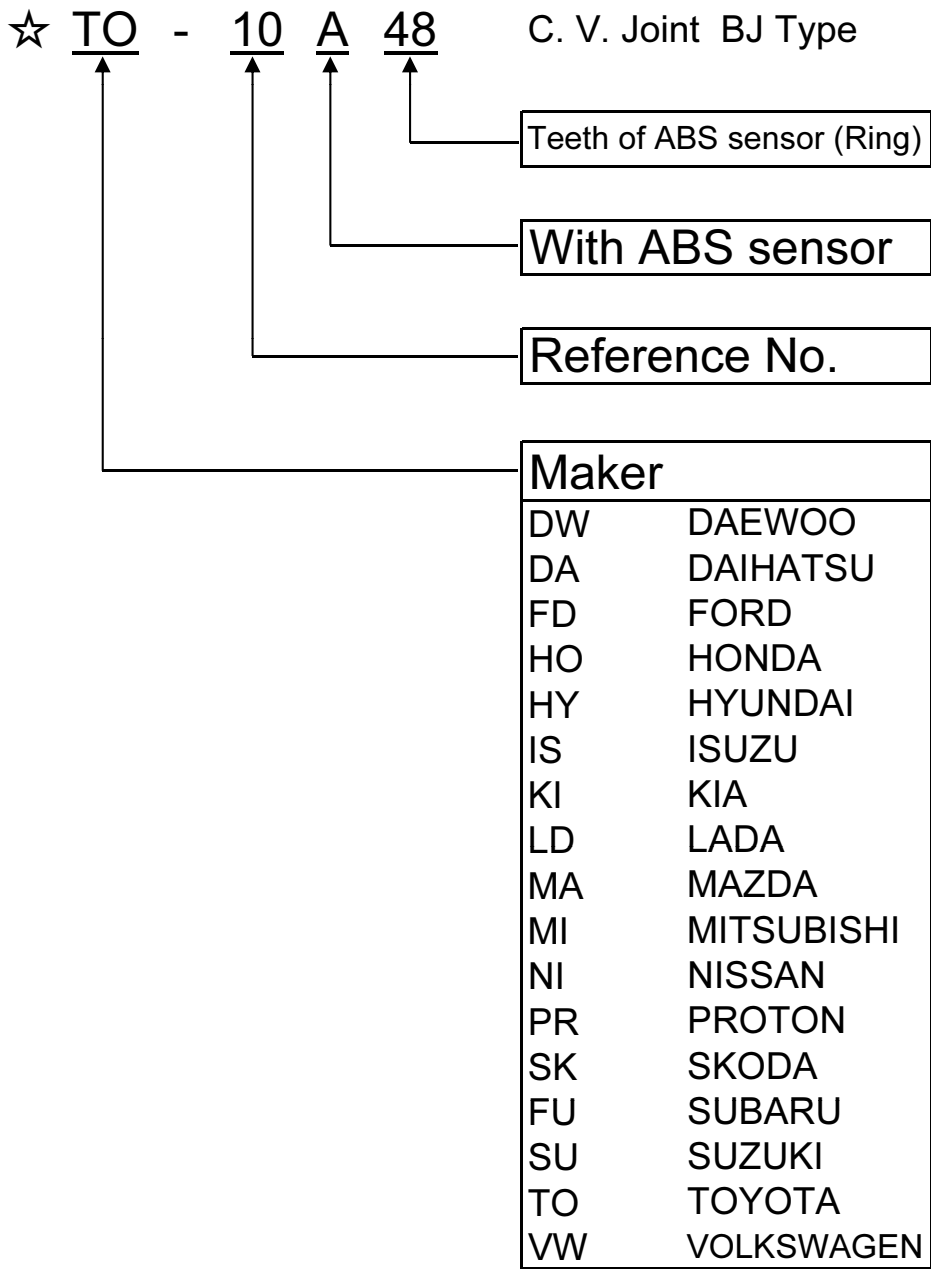 ☆ TO - 10 A 48 C. V. Joint BJ Type
Teeth of ABS sensor (Ring)
With ABS sensor
Reference No.
Maker
DW DAEWOO
DA DAIHATSU
FD FORD
HO HONDA
HY HYUNDAI
IS ISUZU
KI KIA
LD LADA
MA MAZDA
MI MITSUBISHI
NI NISSAN
PR PROTON
SK SKODA
FU SUBARU
SU SUZUKI
TO TOYOTA
VW VOLKSWAGEN